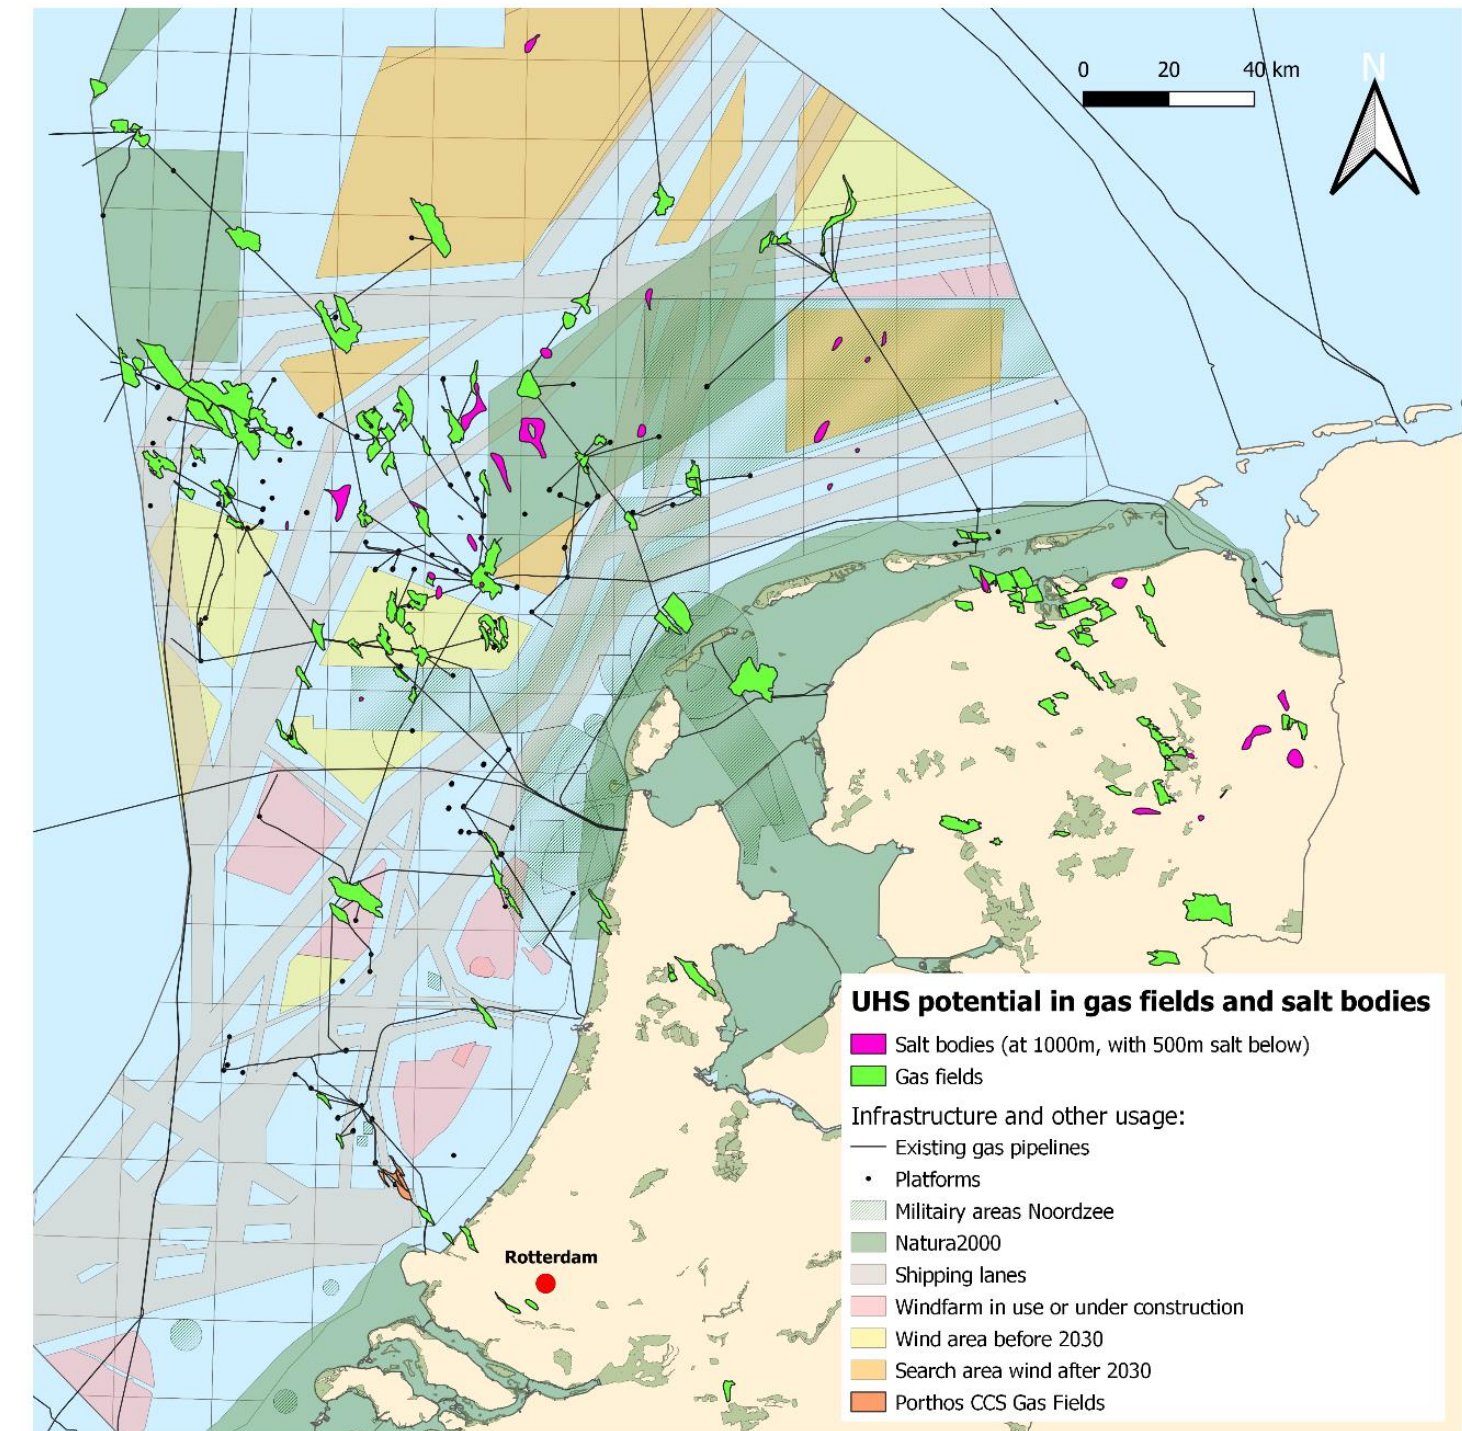 0 20 40 km
N
Rotterdam
UHS potential in gas fields and salt bodies
Salt bodies (at 1000m, with 500m salt below)
Gas fields
Infrastructure and other usage:
Existing gas pipelines
Platforms
Militairy areas Noordzee
Natura2000
Shipping lanes
Windfarm in use or under construction
Wind area before 2030
Search area wind after 2030
Porthos CCS Gas Fields